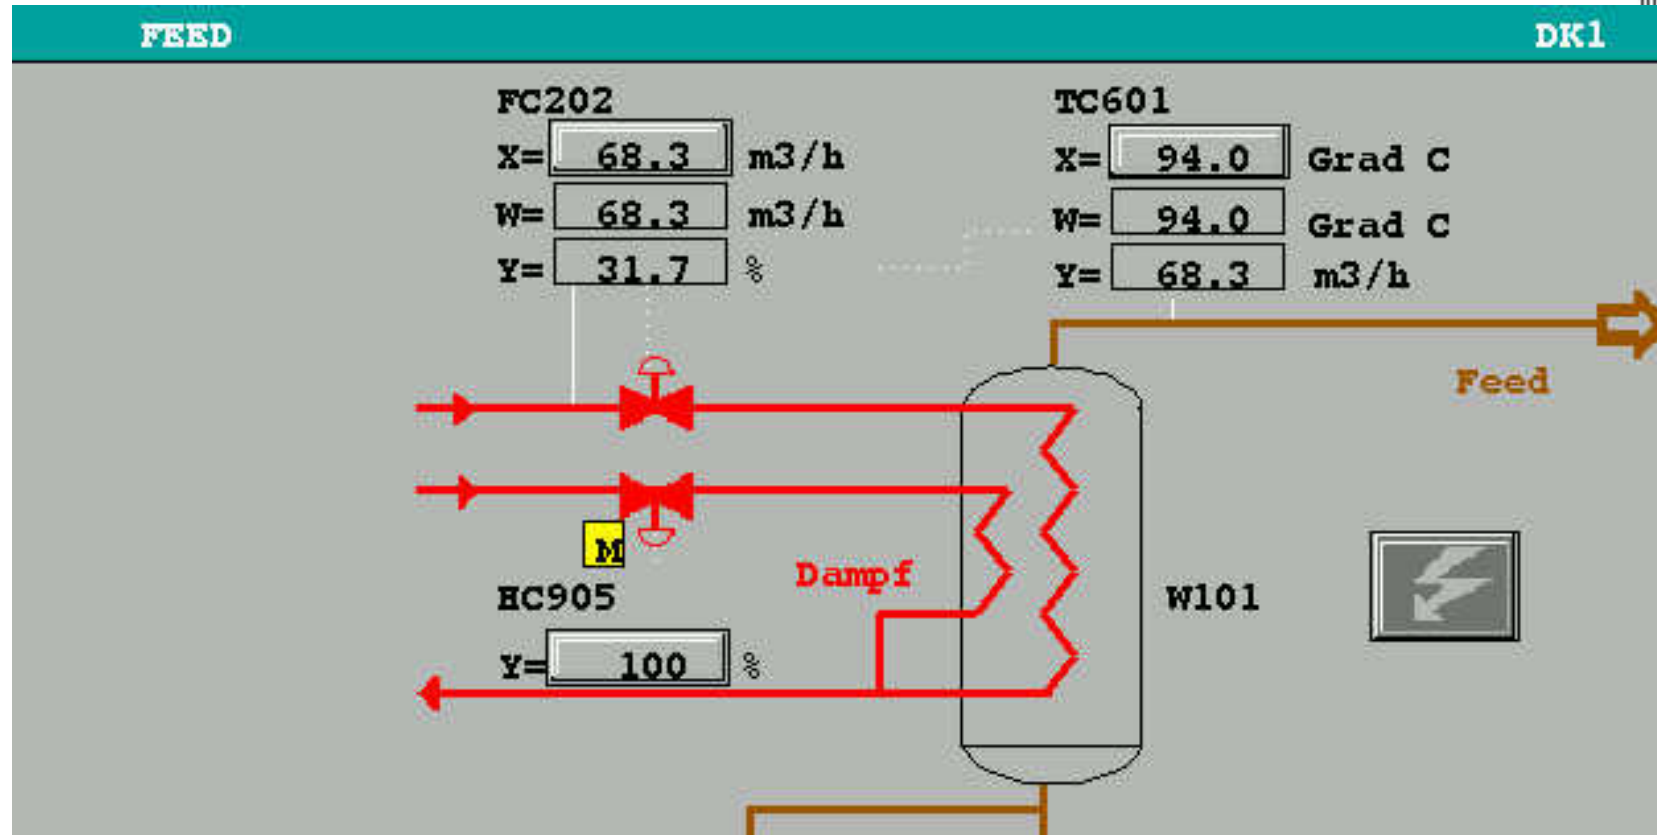 FEED DK1
FC202 TC601
X= 68.3 m3/h X= 94.0 Grad C
W= 68.3 m3/h W= 94.0 Grad C
Y= 31.7 % Y= 68.3 m3/h
Feed
M
Dampf
HC905 W101
Y= 100 %